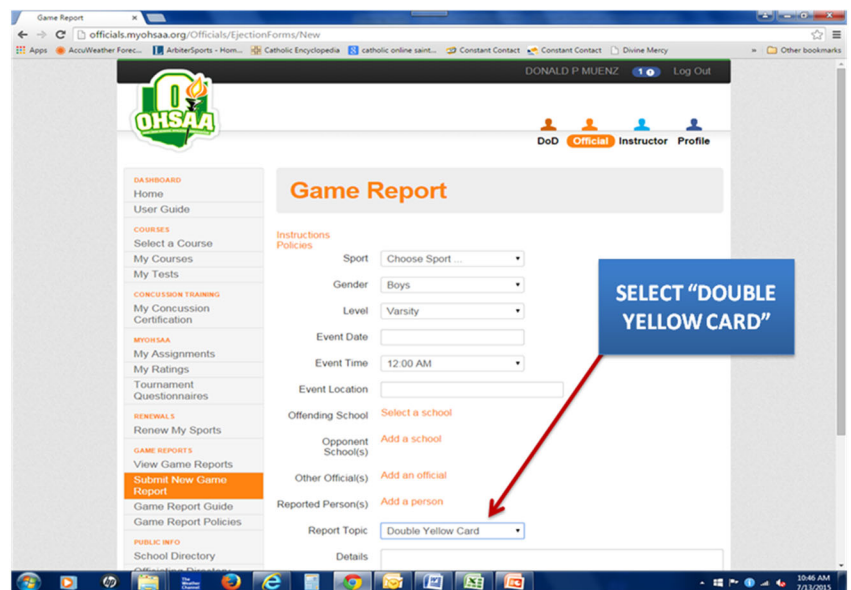 Game Report
officials.myohsaa.org/Officials/EjectionForms/New
Apps AccuWeather Forec... ArbiterSports - Hom... Catholic Encyclopedia catholic online saint... Constant Contact Constant Contact Divine Mercy » Other bookmarks
DONALD P MUENZ 1 Log Out
OHSAA
DoD Official Instructor Profile
DASHBOARD
Home
User Guide
COURSES
Select a Course
My Courses
My Tests
CONCUSSION TRAINING
My Concussion
Certification
MYOHSAA
My Assignments
My Ratings
Tournament
Questionnaires
RENEWALS
Renew My Sports
GAME REPORTS
View Game Reports
Submit New Game
Report
Game Report Guide
Game Report Policies
PUBLIC INFO
School Directory
Officiating Directory
Game Report
Instructions
Policies
Sport Choose Sport ...
Gender Boys
Level Varsity
Event Date
Event Time 12:00 AM
Event Location
Offending School Select a school
Opponent
School(s) Add a school
Other Official(s) Add an official
Reported Person(s) Add a person
Report Topic Double Yellow Card
Details
SELECT “DOUBLE
YELLOW CARD”
10:46 AM
7/13/2015